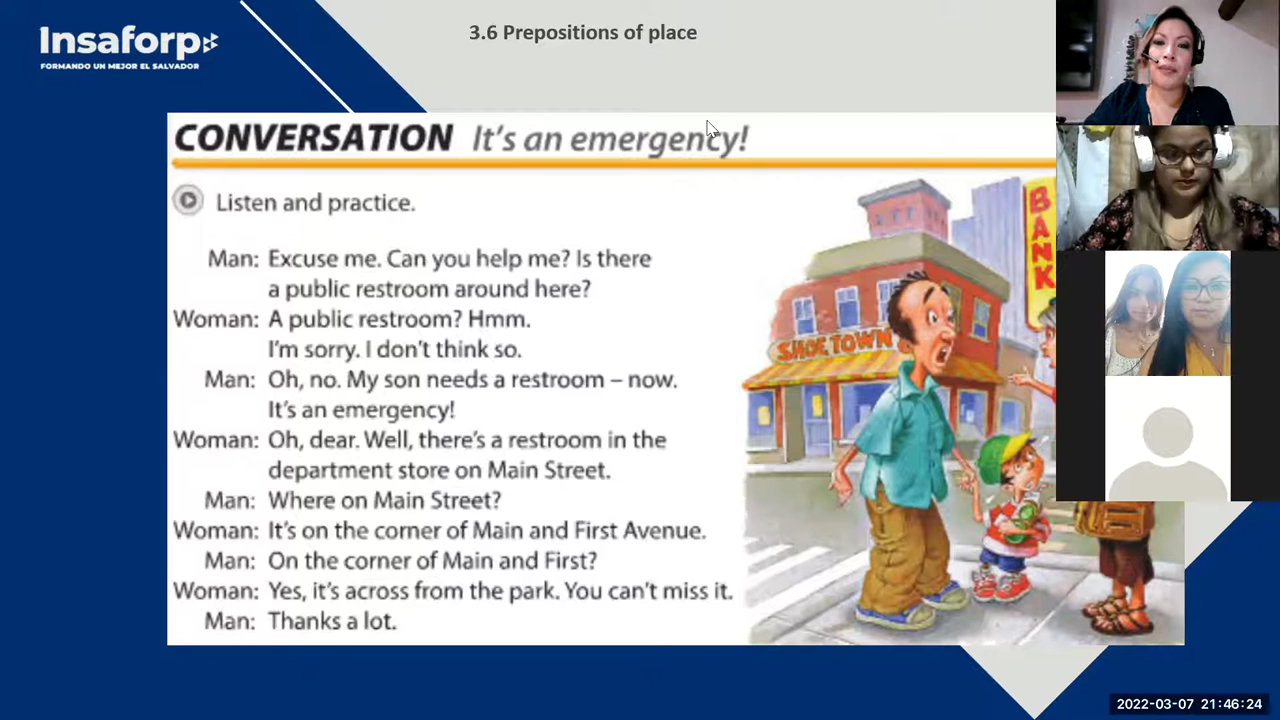 Insaforp
FORMANDO UN MEJOR EL SALVADOR
3.6 Prepositions of place
CONVERSATION It's an emergency!
Listen and practice.
Man: Excuse me. Can you help me? Is there
a public restroom around here?
Woman: A public restroom? Hmm.
I'm sorry. I don't think so.
Man: Oh, no. My son needs a restroom – now.
It's an emergency!
Woman: Oh, dear. Well, there's a restroom in the
department store on Main Street.
Man: Where on Main Street?
Woman: It's on the corner of Main and First Avenue.
Man: On the corner of Main and First?
Woman: Yes, it's across from the park. You can't miss it.
Man: Thanks a lot.
SHOE TOWN
BANK
2022-03-07 21:46:24